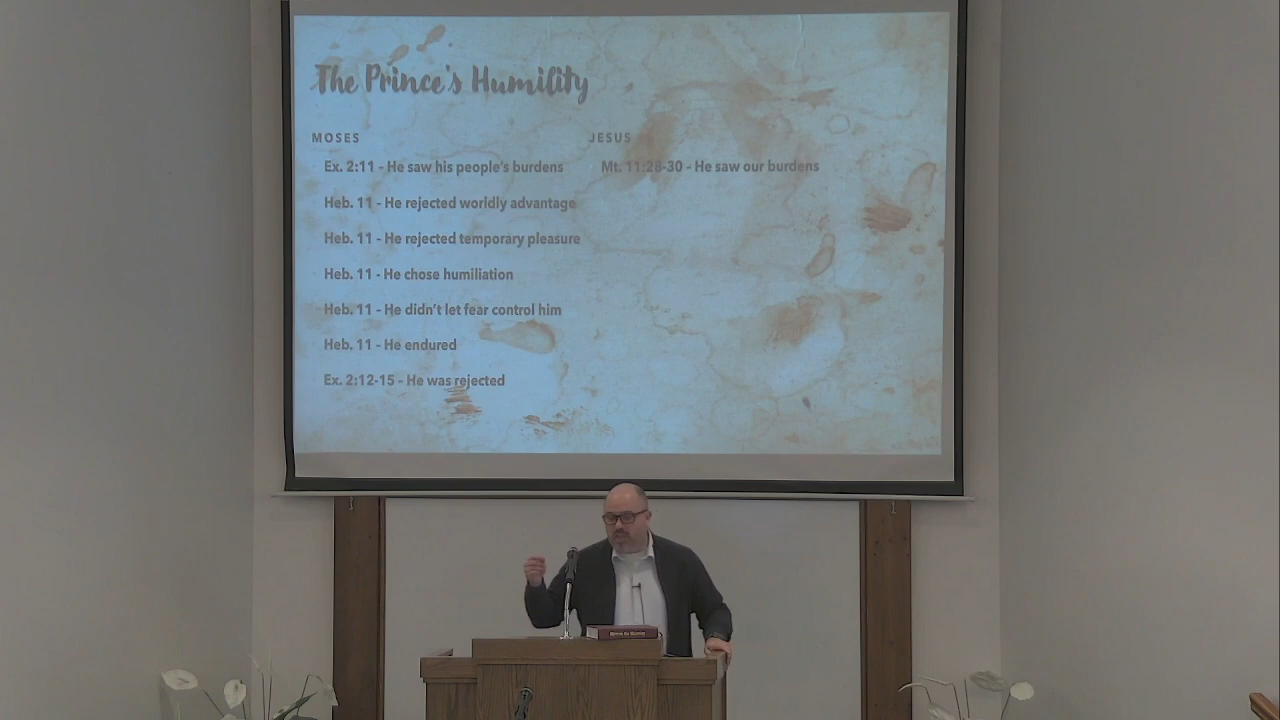 The Prince's Humility
MOSES
Ex. 2:11 - He saw his people's burdens
Heb. 11 - He rejected worldly advantage
Heb. 11 - He rejected temporary pleasure
Heb. 11 - He chose humiliation
Heb. 11 - He didn't let fear control him
Heb. 11 - He endured
Ex. 2:12-15 - He was rejected
JESUS
Mt. 11:28-30 - He saw our burdens